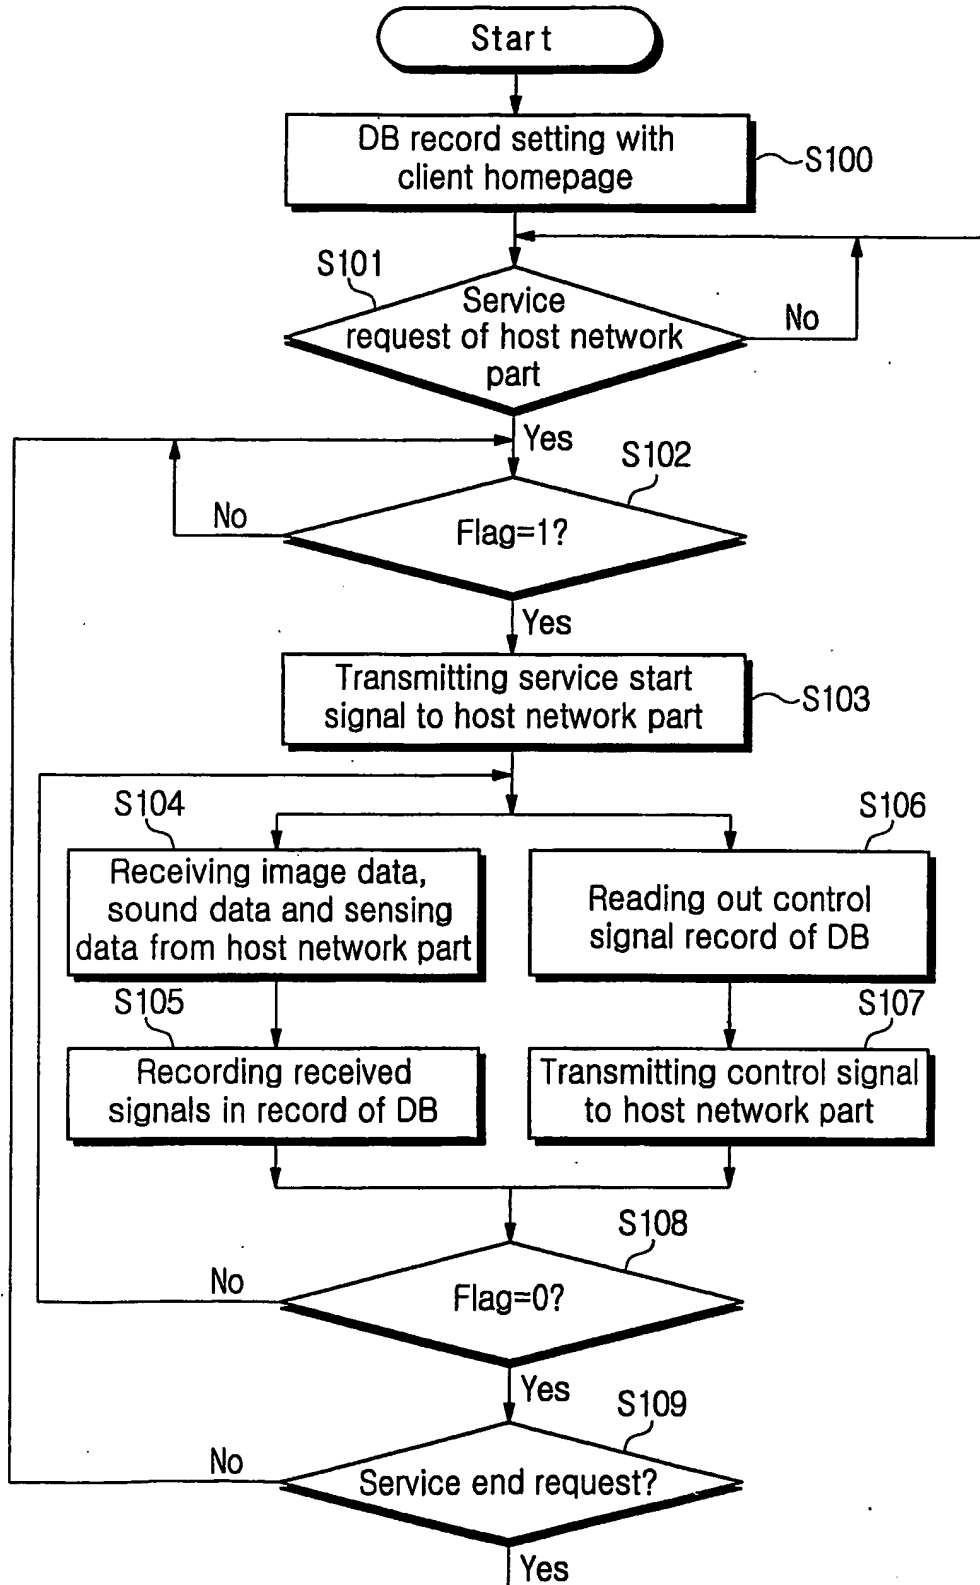 Start
DB record setting with
client homepage
S100
S101
Service
request of host network
part
No
Yes
S102
No
Flag=1?
Yes
Transmitting service start
signal to host network part
S103
S104
S106
Receiving image data,
sound data and sensing
data from host network part
Reading out control
signal record of DB
S105
S107
Recording received
signals in record of DB
Transmitting control signal
to host network part
S108
No
Flag=0?
Yes
S109
No
Service end request?
Yes